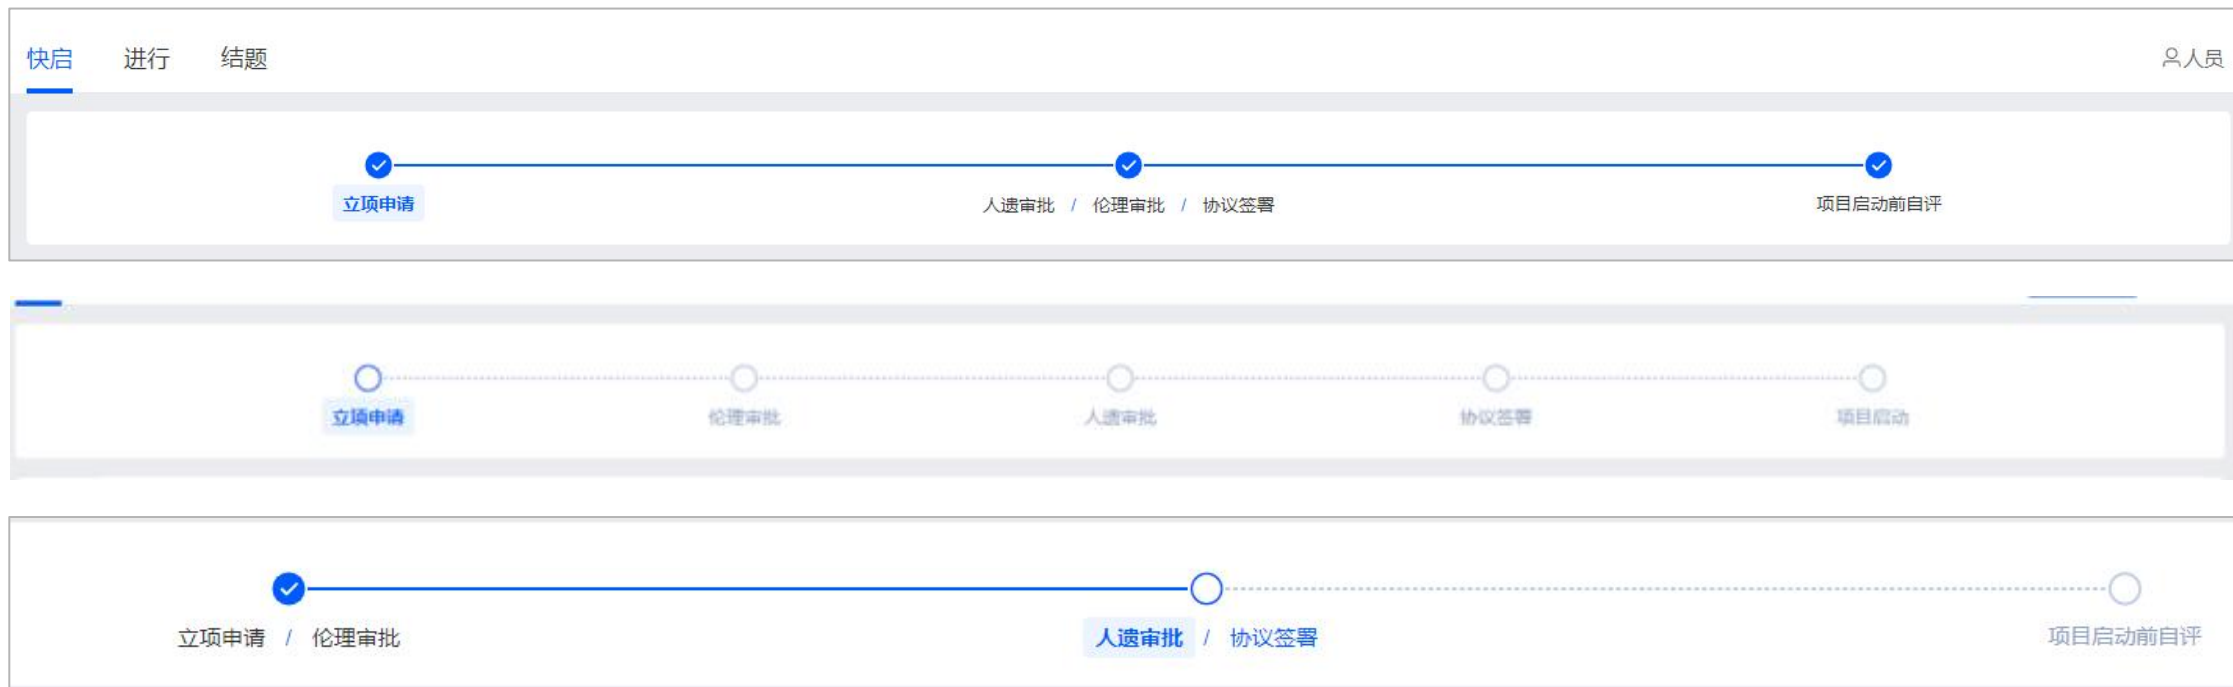 快启 进行 结题 人员
立项申请 人遗审批 / 伦理审批 / 协议签署 项目启动前自评
立项申请 伦理审批 人遗审批 协议签署 项目启动
立项申请 / 伦理审批 人遗审批 / 协议签署 项目启动前自评